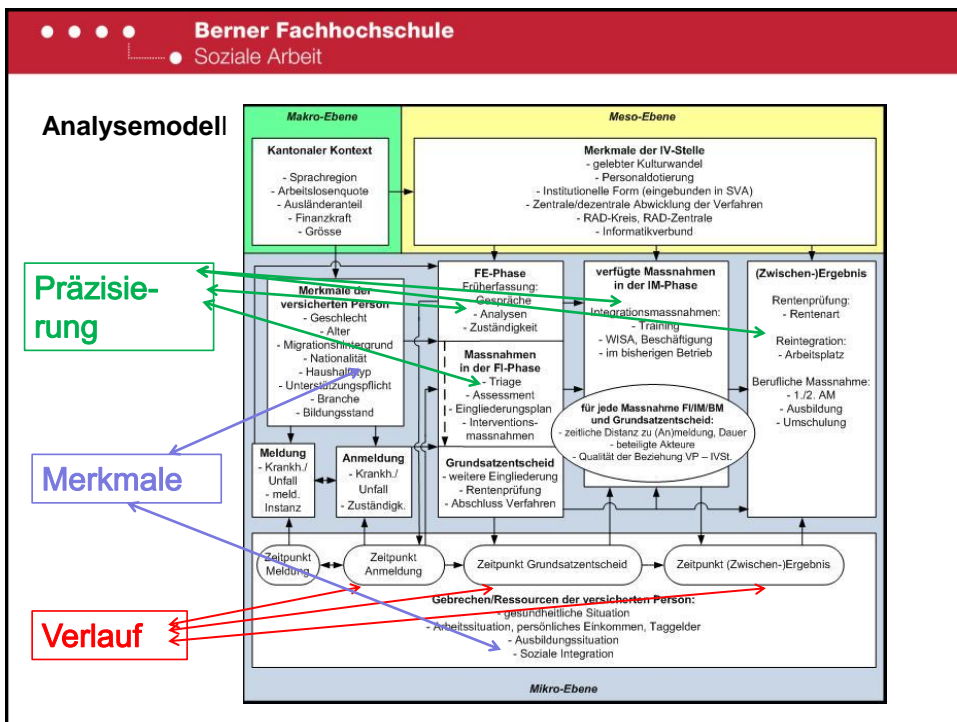 Berner Fachhochschule
Soziale Arbeit
Analysemodell
Makro-Ebene
Kantonaler Kontext
- Sprachregion
- Arbeitslosenquote
- Ausländeranteil
- Finanzkraft
- Grösse
Meso-Ebene
Merkmale der IV-Stelle
- gelebter Kulturwandel
- Personaldotierung
- Institutionelle Form (eingebunden in SVA)
- Zentrale/dezentrale Abwicklung der Verfahren
- RAD-Kreis, RAD-Zentrale
- Informatikverbund
Präzisie-
rung
Merkmale
Verlauf
Merkmale der
versicherten Person
- Geschlecht
- Alter
- Migrationshintergrund
- Nationalität
- Haushaltstyp
- Unterstützungspflicht
- Branche
- Bildungsstand
Meldung
- Krankh./
Unfall
- meld.
Instanz
Anmeldung
- Krankh./
Unfall
- Zuständigk.
FE-Phase
Früherfassung:
- Gespräche
- Analysen
- Zuständigkeit
Massnahmen
in der FI-Phase
- Triage
- Assessment
- Eingliederungsplan
- Interventions-
massnahmen
Grundsatzentscheid
- weitere Eingliederung
- Rentenprüfung
- Abschluss Verfahren
verfügte Massnahmen
in der IM-Phase
Integrationsmassnahmen:
- Training
- WISA, Beschäftigung
- im bisherigen Betrieb
für jede Massnahme FI/IM/BM
und Grundsatzentscheid:
- zeitliche Distanz zu (An)meldung, Dauer
- beteiligte Akteure
- Qualität der Beziehung VP – IVSt.
(Zwischen-)Ergebnis
Rentenprüfung:
- Rentenart
Reintegration:
- Arbeitsplatz
Berufliche Massnahme:
- 1./2. AM
- Ausbildung
- Umschulung
Zeitpunkt
Meldung
Zeitpunkt
Anmeldung
Zeitpunkt Grundsatzentscheid
Zeitpunkt (Zwischen-)Ergebnis
Gebrechen/Ressourcen der versicherten Person:
- gesundheitliche Situation
- Arbeitssituation, persönliches Einkommen, Taggelder
- Ausbildungssituation
- Soziale Integration
Mikro-Ebene